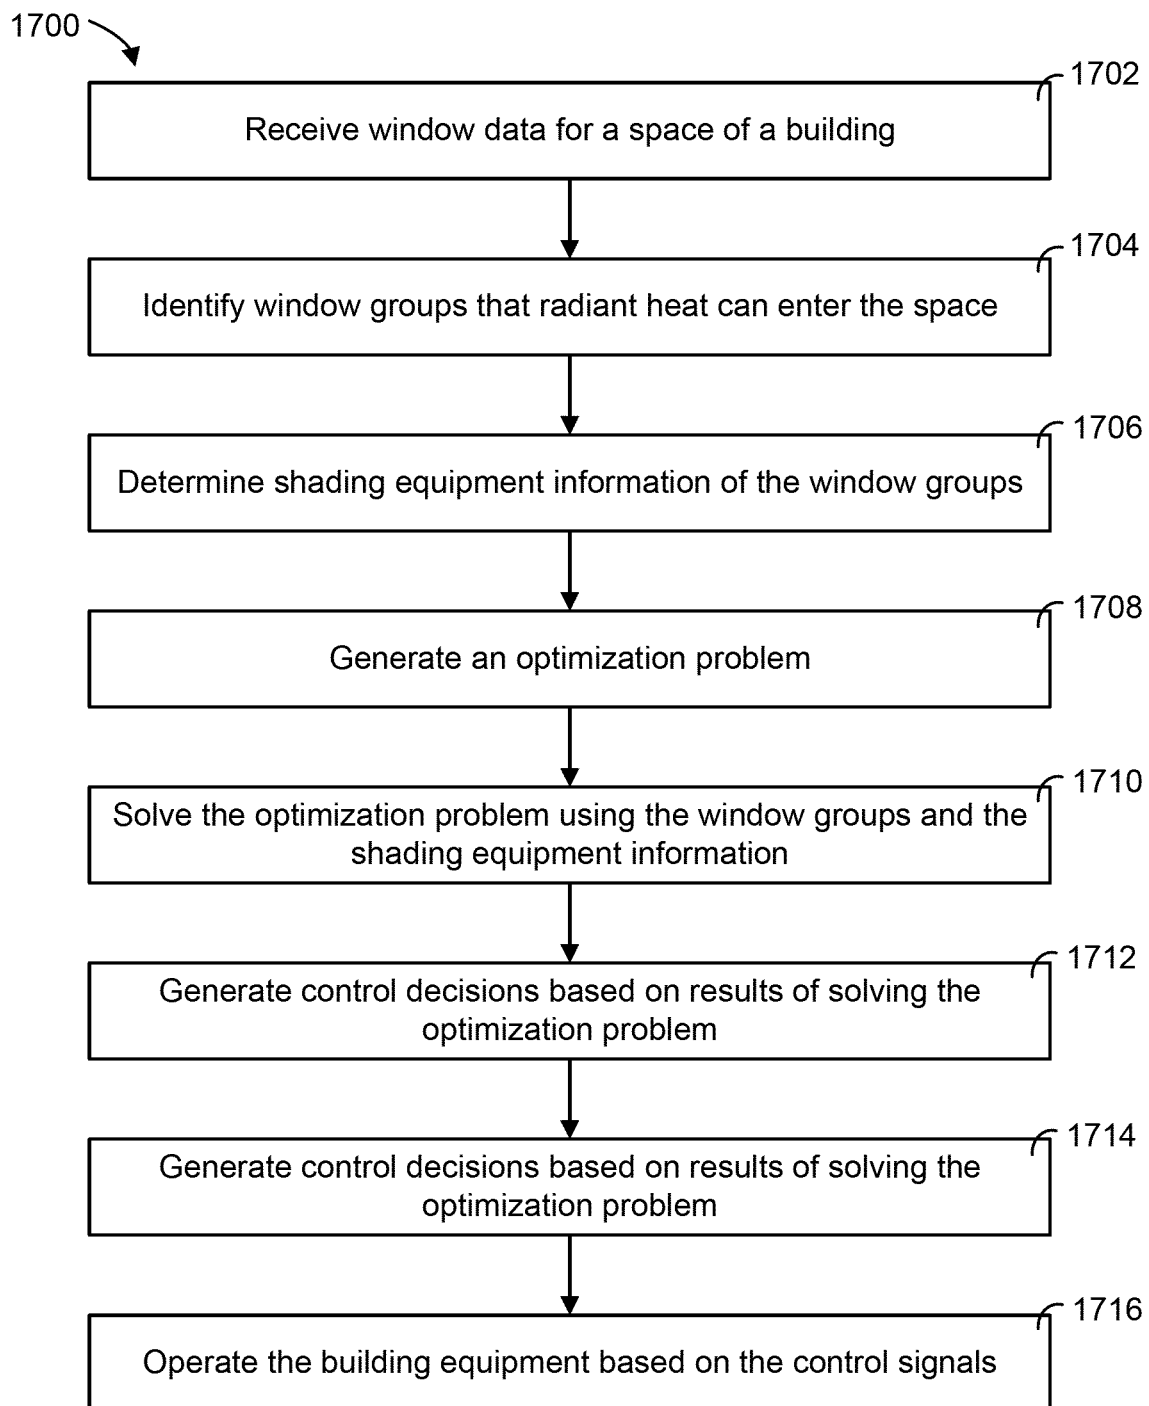 1700
1702
Receive window data for a space of a building
1704
Identify window groups that radiant heat can enter the space
1706
Determine shading equipment information of the window groups
1708
Generate an optimization problem
1710
Solve the optimization problem using the window groups and the
shading equipment information
1712
Generate control decisions based on results of solving the
optimization problem
1714
Generate control decisions based on results of solving the
optimization problem
1716
Operate the building equipment based on the control signals